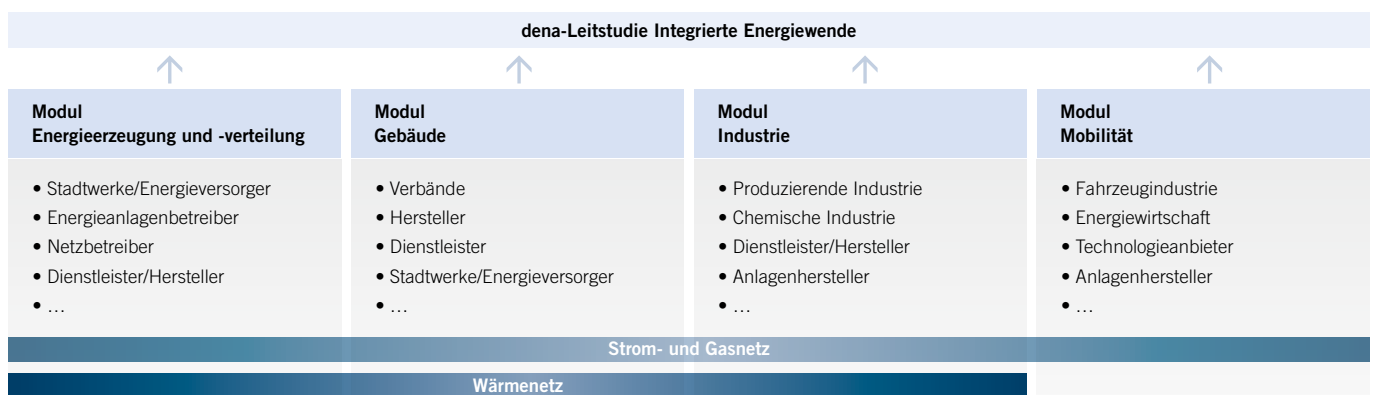 dena-Leitstudie Integrierte Energiewende
Modul
Energieerzeugung und -verteilung
• Stadtwerke/Energieversorger
• Energieanlagenbetreiber
• Netzbetreiber
• Dienstleister/Hersteller
• …
Modul
Gebäude
• Verbände
• Hersteller
• Dienstleister
• Stadtwerke/Energieversorger
• …
Modul
Industrie
• Produzierende Industrie
• Chemische Industrie
• Dienstleister/Hersteller
• Anlagenhersteller
• …
Modul
Mobilität
• Fahrzeugindustrie
• Energiewirtschaft
• Technologieanbieter
• Anlagenhersteller
• …
Strom- und Gasnetz
Wärmenetz